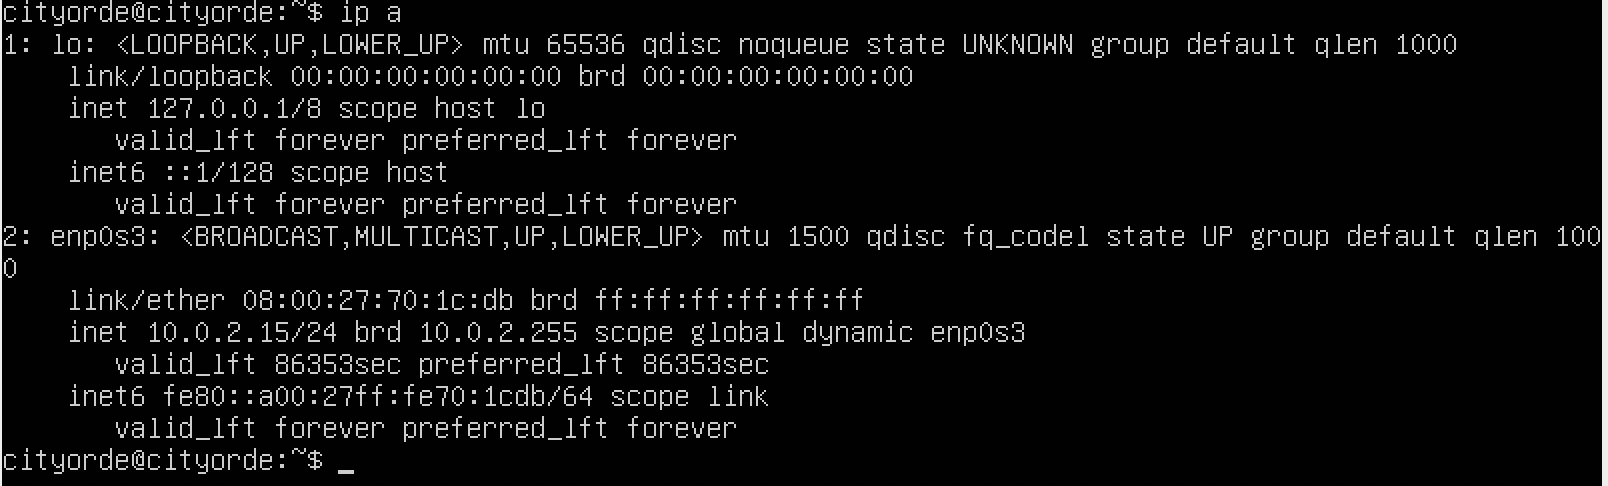 cityorde@cityorde:~$ ip a
1: lo: <LOOPBACK,UP,LOWER_UP> mtu 65536 qdisc noqueue state UNKNOWN group default qlen 1000
    link/loopback 00:00:00:00:00:00 brd 00:00:00:00:00:00
    inet 127.0.0.1/8 scope host lo
       valid_lft forever preferred_lft forever
    inet6 ::1/128 scope host
       valid_lft forever preferred_lft forever
2: enp0s3: <BROADCAST,MULTICAST,UP,LOWER_UP> mtu 1500 qdisc fq_codel state UP group default qlen 100
0
    link/ether 08:00:27:70:1c:db brd ff:ff:ff:ff:ff:ff
    inet 10.0.2.15/24 brd 10.0.2.255 scope global dynamic enp0s3
       valid_lft 86353sec preferred_lft 86353sec
    inet6 fe80::a00:27ff:fe70:1cdb/64 scope link
       valid_lft forever preferred_lft forever
cityorde@cityorde:~$ _